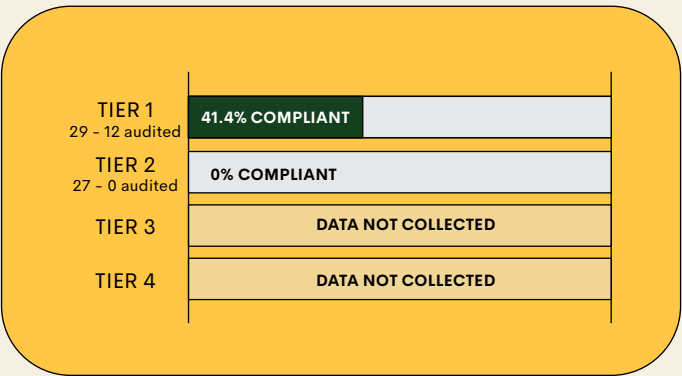 TIER 1
29 - 12 audited
41.4% COMPLIANT
TIER 2
27 - 0 audited
0% COMPLIANT
TIER 3
DATA NOT COLLECTED
TIER 4
DATA NOT COLLECTED